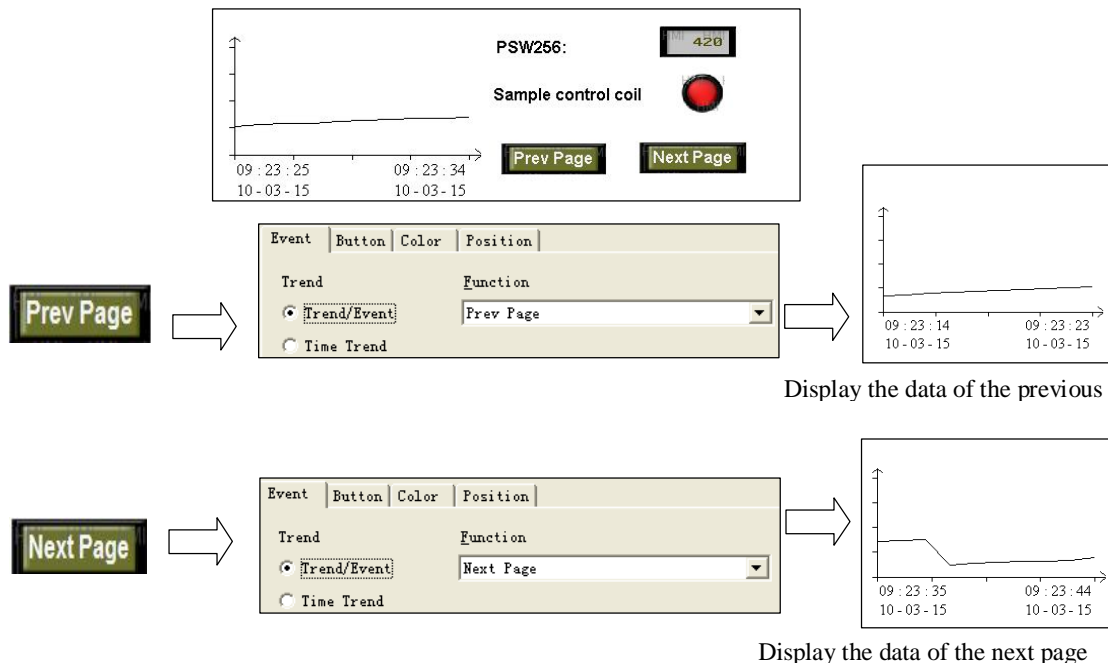 PSW256:
420
Sample control coil
Prev Page
Next Page
09 : 23 : 25
09 : 23 : 34
10 - 03 - 15
10 - 03 - 15
Prev Page
Event Button Color Position
Trend
Function
Trend/Event
Prev Page
Time Trend
09 : 23 : 14
09 : 23 : 23
10 - 03 - 15
10 - 03 - 15
Display the data of the previous
Next Page
Event Button Color Position
Trend
Function
Trend/Event
Next Page
Time Trend
09 : 23 : 35
09 : 23 : 44
10 - 03 - 15
10 - 03 - 15
Display the data of the next page